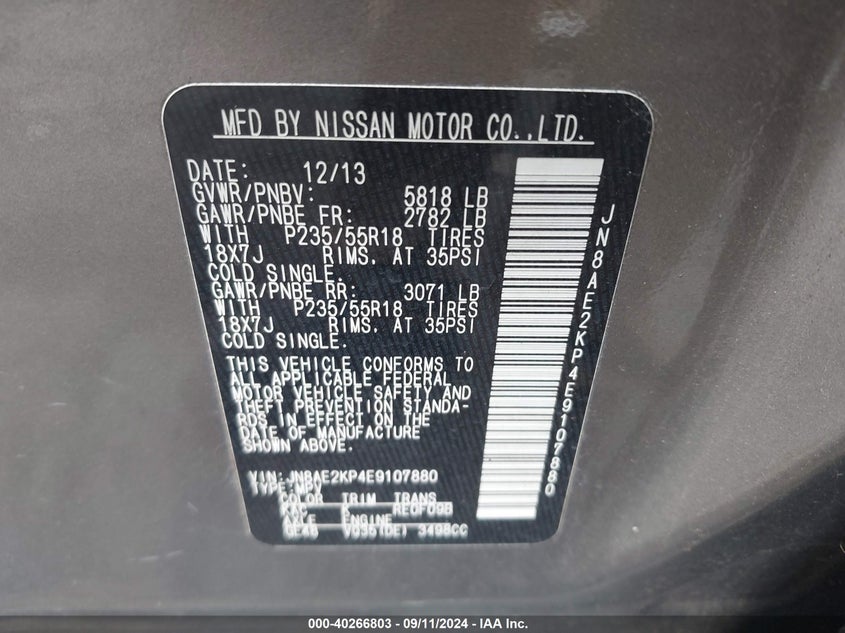 MFD BY NISSAN MOTOR CO.,LTD.
DATE: 12/13
GVWR/PNBV: 5818 LB
GAWR/PNBE FR: 2782 LB
WITH P235/55R18 TIRES
18X7J RIMS. AT 35PSI
COLD SINGLE.
GAWR/PNBE RR: 3071 LB
WITH P235/55R18 TIRES
18X7J RIMS. AT 35PSI
COLD SINGLE.
THIS VEHICLE CONFORMS TO
ALL APPLICABLE FEDERAL
MOTOR VEHICLE SAFETY AND
THEFT PREVENTION STANDA-
RDS IN EFFECT ON THE
DATE OF MANUFACTURE
SHOWN ABOVE.
VIN:JN8AE2KP4E9107880
TYPE:MPV
COLOR TRIM TRANS
KAC K RE0F09B
AXLE ENGINE
GE48 VQ35(DE) 3498CC
JN8AE2KP4E9107880
000-40266803 - 09/11/2024 - IAA Inc.